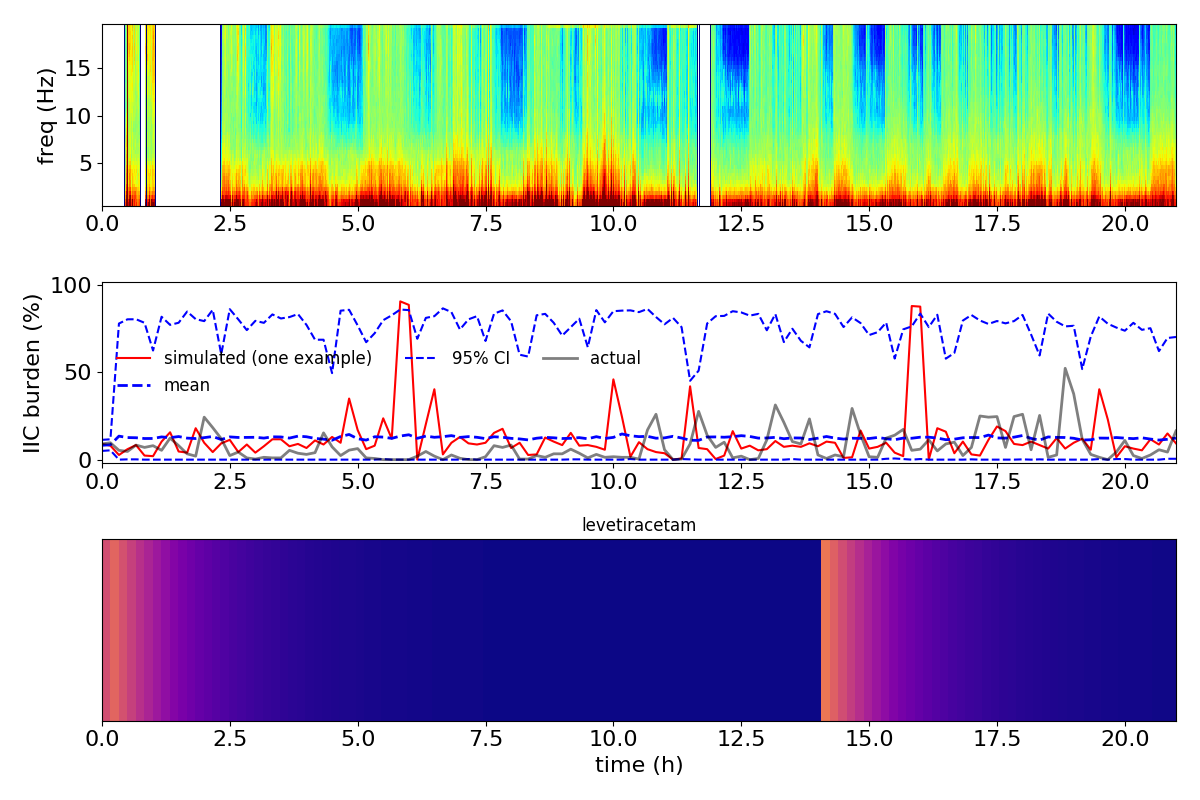 15
10
5
freq (Hz)
0.0 2.5 5.0 7.5 10.0 12.5 15.0 17.5 20.0
100
50
0
IIC burden (%)
simulated (one example) 95% CI actual
mean
0.0 2.5 5.0 7.5 10.0 12.5 15.0 17.5 20.0
levetiracetam
0.0 2.5 5.0 7.5 10.0 12.5 15.0 17.5 20.0
time (h)